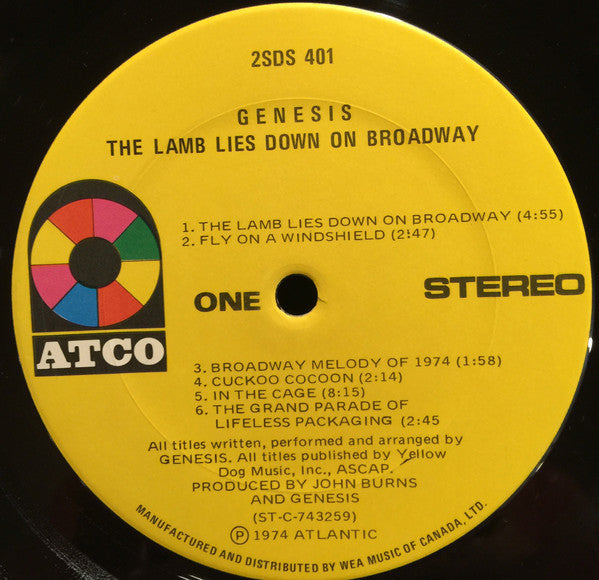 2SDS 401
GENESIS
THE LAMB LIES DOWN ON BROADWAY
1. THE LAMB LIES DOWN ON BROADWAY (4:55)
2. FLY ON A WINDSHIELD (2:47)
ONE
STEREO
ATCO
3. BROADWAY MELODY OF 1974 (1:58)
4. CUCKOO COCOON (2:14)
5. IN THE CAGE (8:15)
6. THE GRAND PARADE OF
LIFELESS PACKAGING (2:45
All titles written, performed and arranged by
GENESIS. All titles published by Yellow
Dog Music, Inc., ASCAP.
PRODUCED BY JOHN BURNS
AND GENESIS
(ST-C-743259)
Ⓟ 1974 ATLANTIC
MANUFACTURED AND DISTRIBUTED BY WEA MUSIC OF CANADA, LTD.